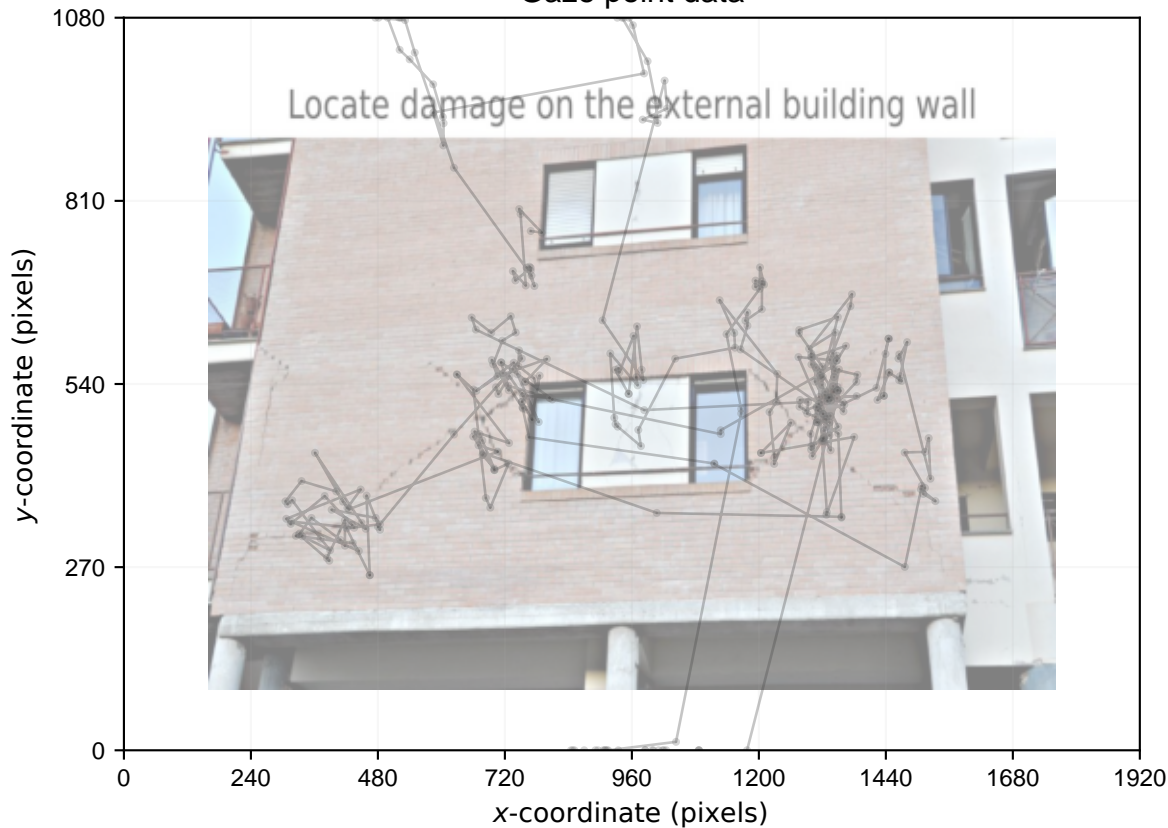 Gaze point data
Locate damage on the external building wall
y-coordinate (pixels)
1080
810
540
270
0
0 240 480 720 960 1200 1440 1680 1920
x-coordinate (pixels)